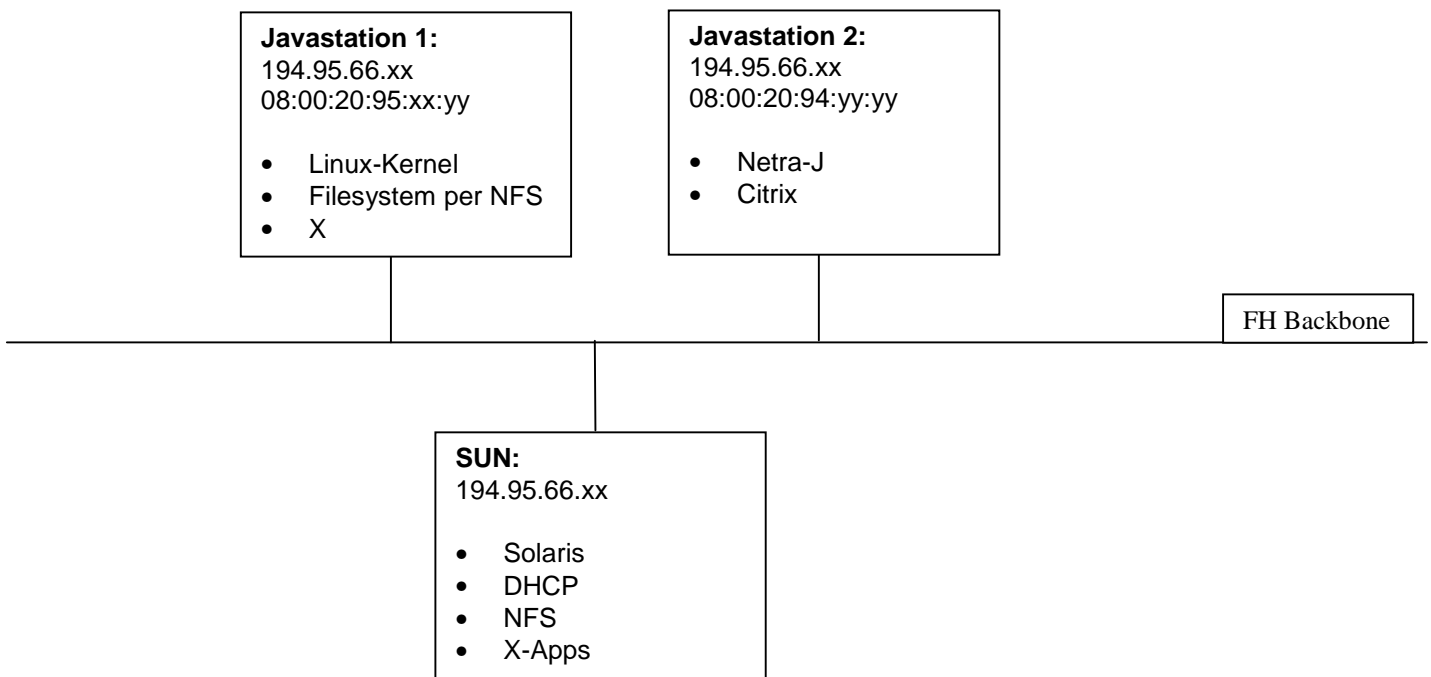 Javastation 1:
194.95.66.xx
08:00:20:95:xx:yy
• Linux-Kernel
• Filesystem per NFS
• X
Javastation 2:
194.95.66.xx
08:00:20:94:yy:yy
• Netra-J
• Citrix
FH Backbone
SUN:
194.95.66.xx
• Solaris
• DHCP
• NFS
• X-Apps